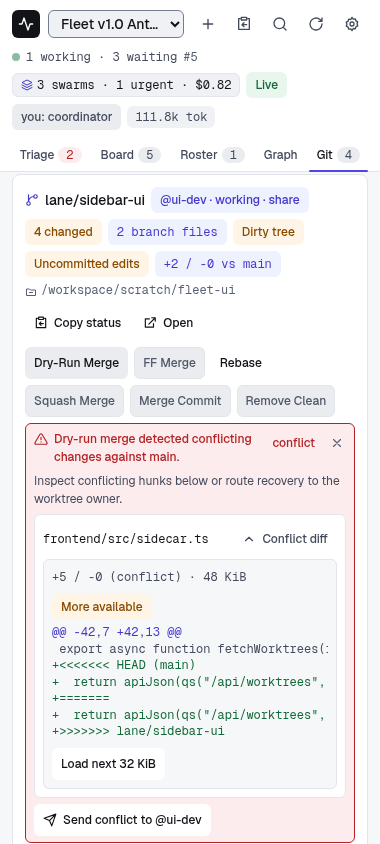 Fleet v1.0 Ant...
1 working · 3 waiting #5
3 swarms · 1 urgent · $0.82
Live
you: coordinator
111.8k tok
Triage 2
Board 5
Roster 1
Graph
Git 4
lane/sidebar-ui
@ui-dev · working · share
4 changed
2 branch files
Dirty tree
Uncommitted edits
+2 / -0 vs main
/workspace/scratch/fleet-ui
Copy status
Open
Dry-Run Merge
FF Merge
Rebase
Squash Merge
Merge Commit
Remove Clean
Dry-run merge detected conflicting
changes against main.
conflict
Inspect conflicting hunks below or route recovery to the
worktree owner.
frontend/src/sidecar.ts
Conflict diff
+5 / -0 (conflict) · 48 KiB
More available
@@ -42,7 +42,13 @@
export async function fetchWorktrees(
+<<<<<<< HEAD (main)
+  return apiJson(qs("/api/worktrees",
+=======
+  return apiJson(qs("/api/worktrees",
+>>>>>>> lane/sidebar-ui
Load next 32 KiB
Send conflict to @ui-dev